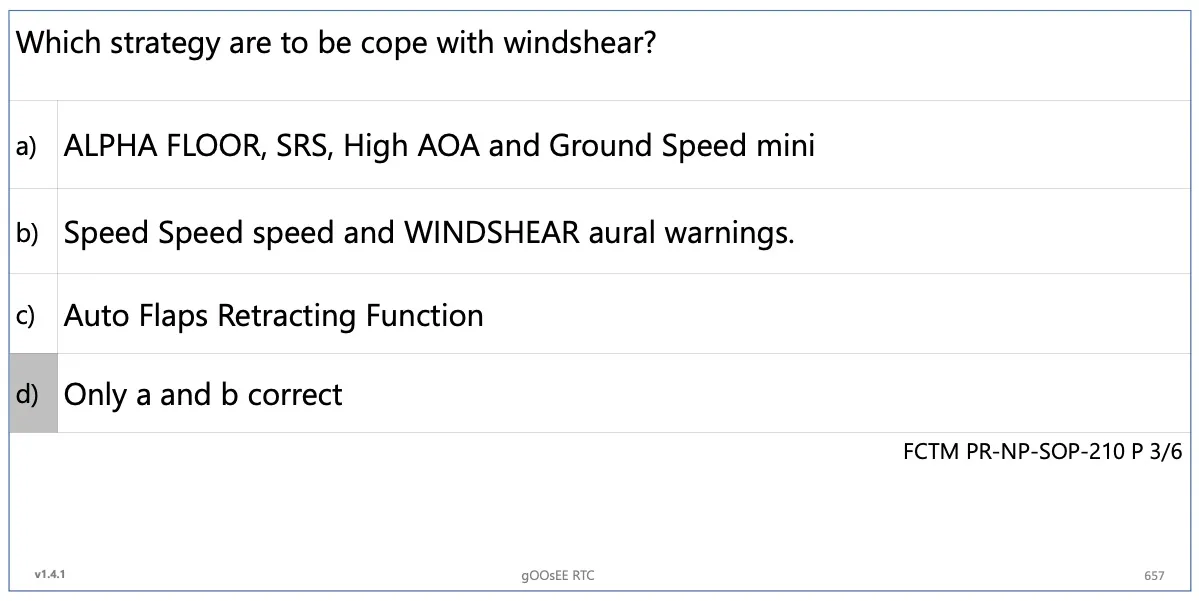 Which strategy are to be cope with windshear?
a) ALPHA FLOOR, SRS, High AOA and Ground Speed mini
b) Speed Speed speed and WINDSHEAR aural warnings.
c) Auto Flaps Retracting Function
d) Only a and b correct
FCTM PR-NP-SOP-210 P 3/6
v1.4.1 gOOsEE RTC 657